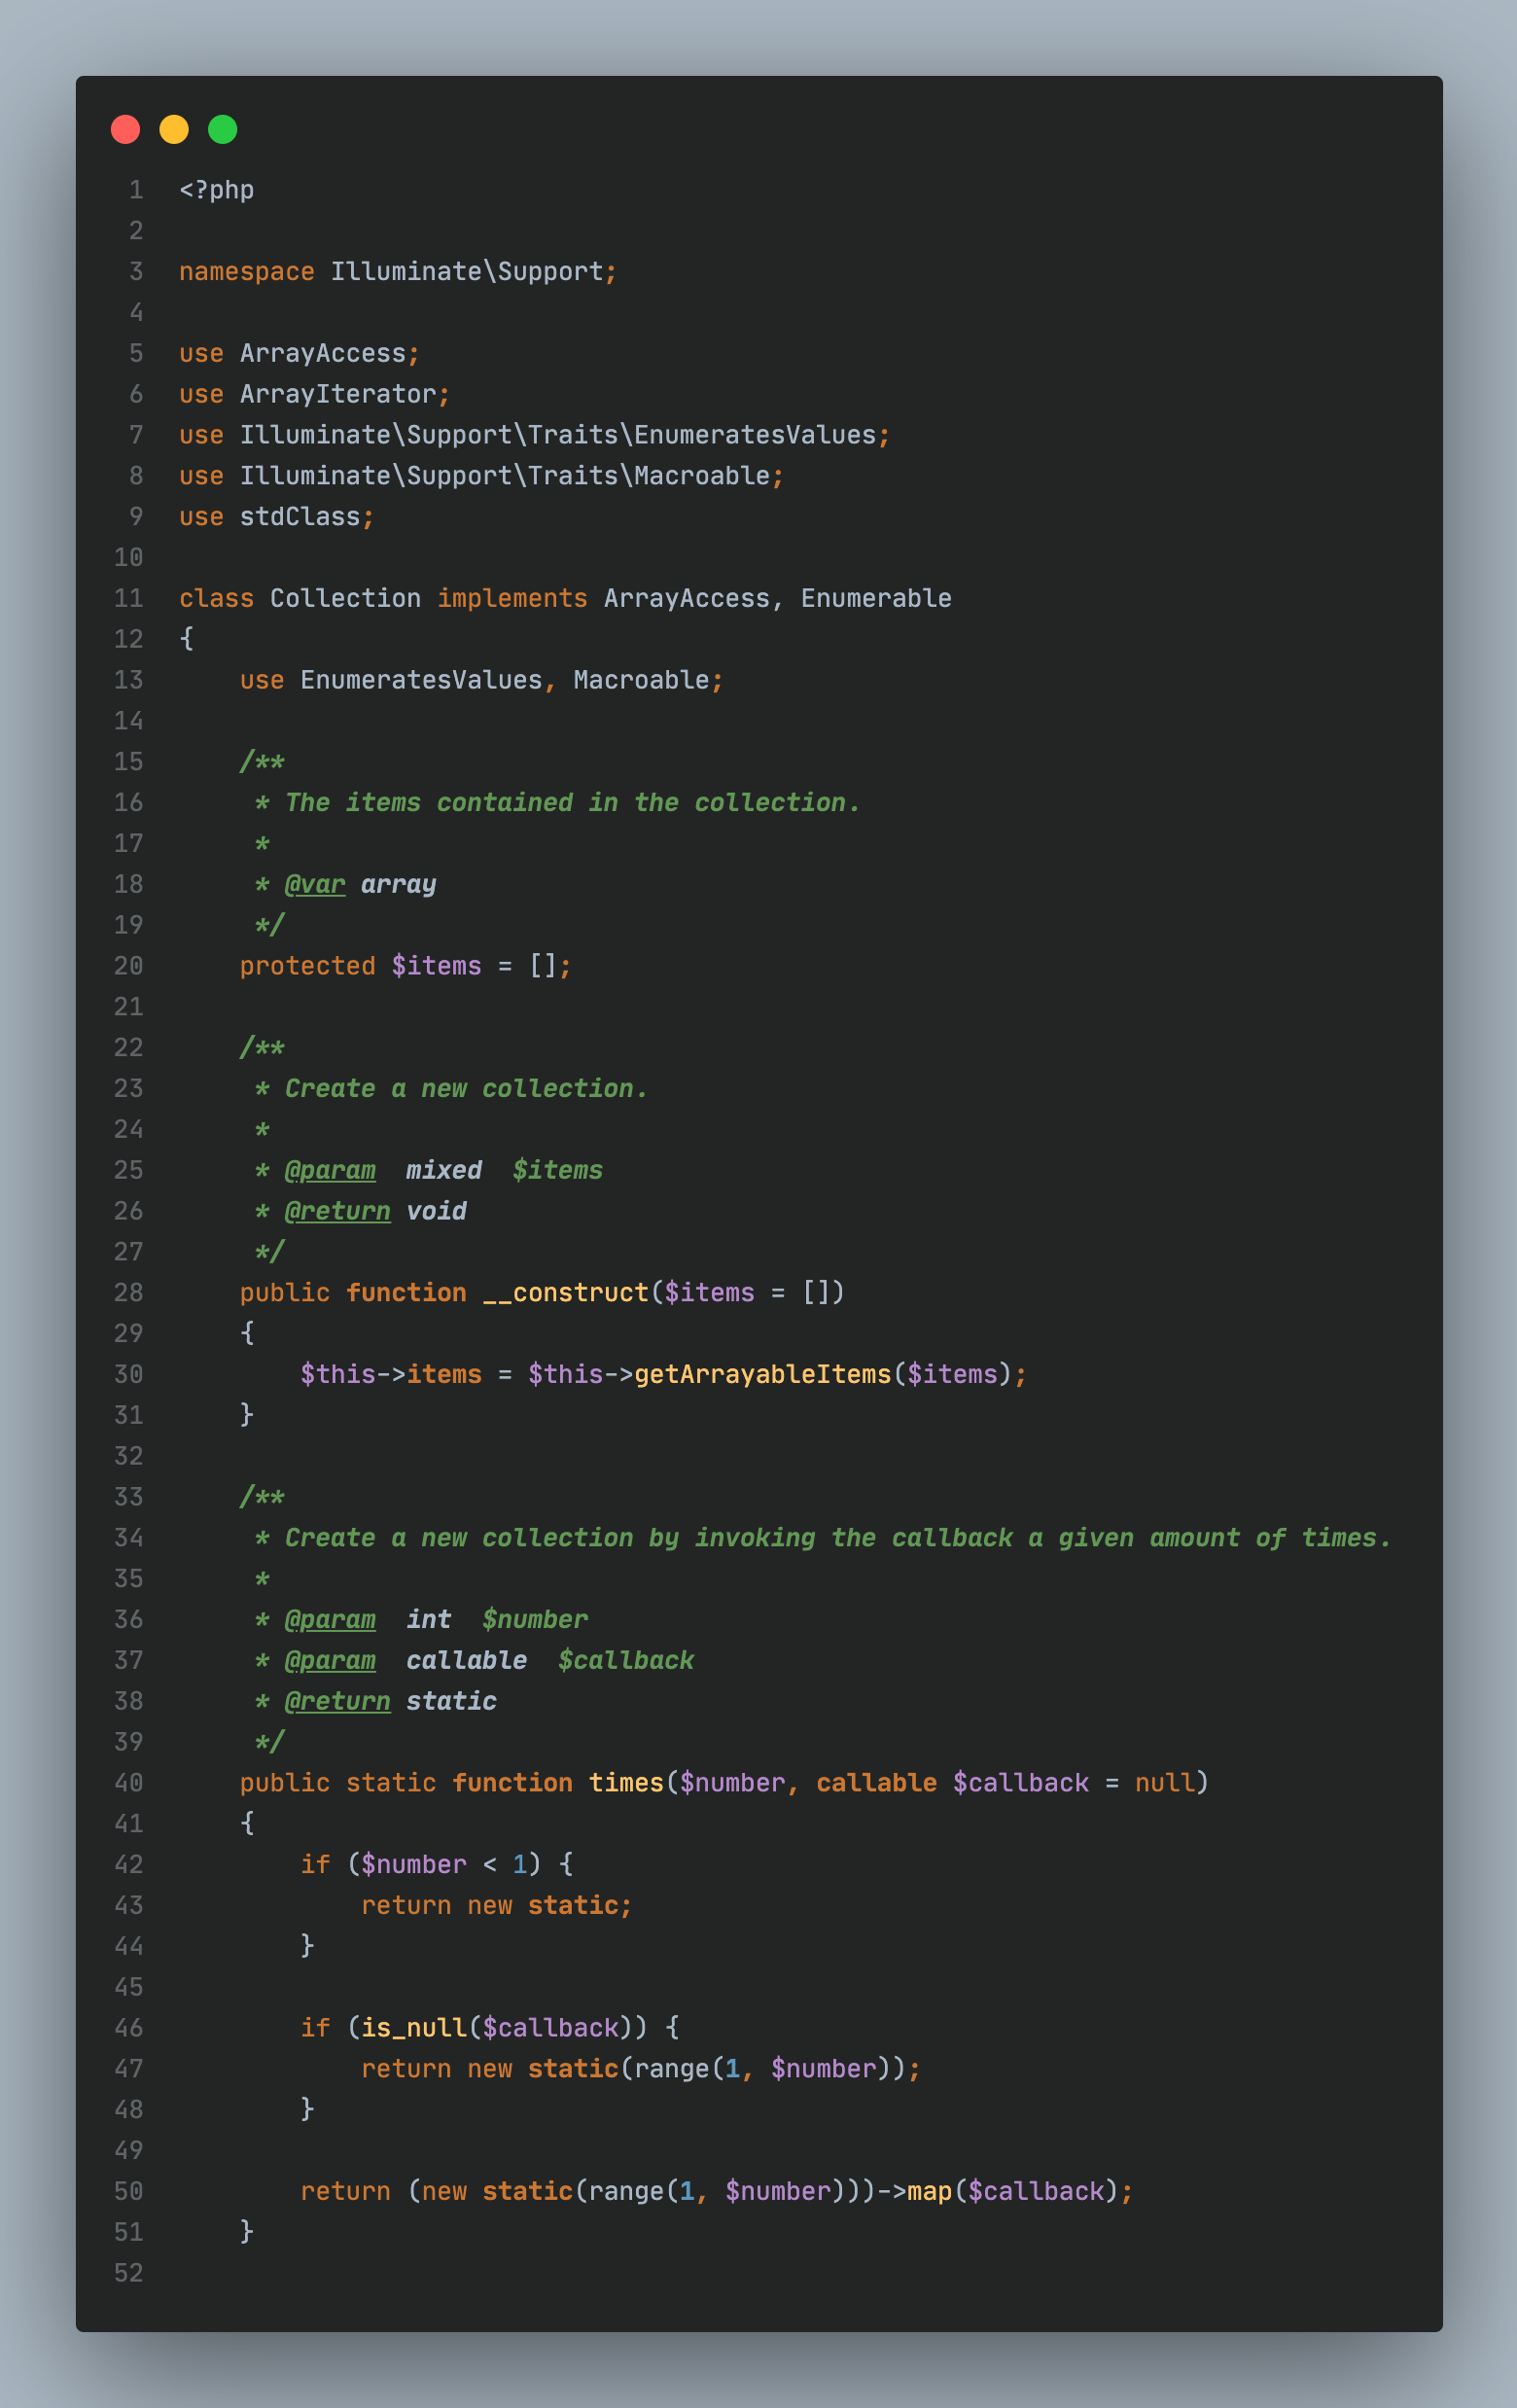 1 <?php
2
3 namespace Illuminate\Support;
4
5 use ArrayAccess;
6 use ArrayIterator;
7 use Illuminate\Support\Traits\EnumeratesValues;
8 use Illuminate\Support\Traits\Macroable;
9 use stdClass;
10
11 class Collection implements ArrayAccess, Enumerable
12 {
13     use EnumeratesValues, Macroable;
14
15     /**
16      * The items contained in the collection.
17      *
18      * @var array
19      */
20     protected $items = [];
21
22     /**
23      * Create a new collection.
24      *
25      * @param  mixed  $items
26      * @return void
27      */
28     public function __construct($items = [])
29     {
30         $this->items = $this->getArrayableItems($items);
31     }
32
33     /**
34      * Create a new collection by invoking the callback a given amount of times.
35      *
36      * @param  int  $number
37      * @param  callable  $callback
38      * @return static
39      */
40     public static function times($number, callable $callback = null)
41     {
42         if ($number < 1) {
43             return new static;
44         }
45
46         if (is_null($callback)) {
47             return new static(range(1, $number));
48         }
49
50         return (new static(range(1, $number)))->map($callback);
51     }
52